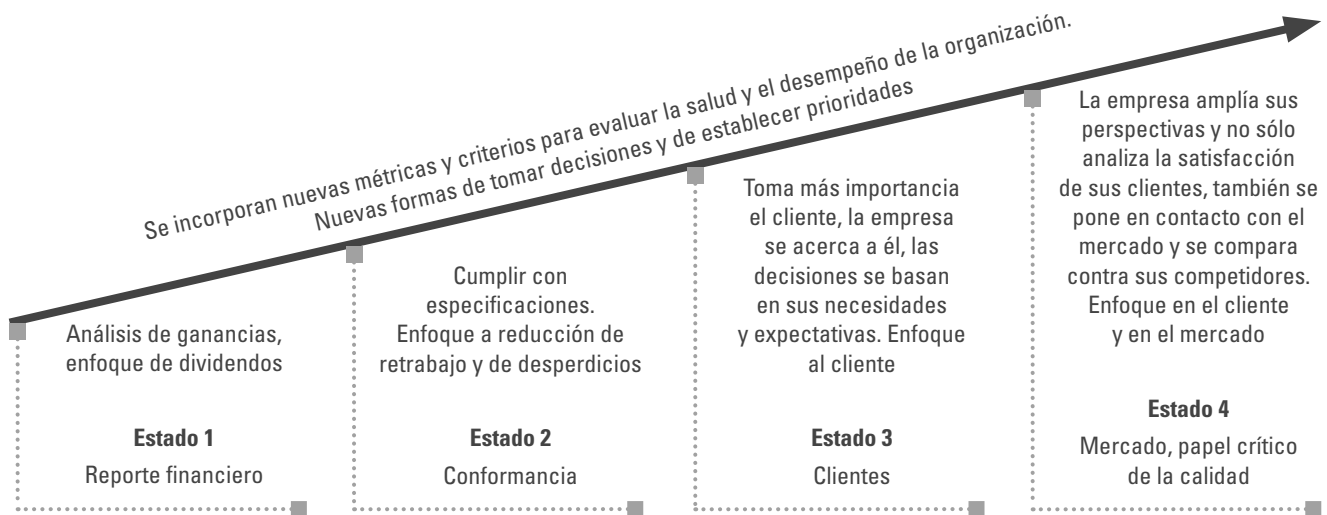 Se incorporan nuevas métricas y criterios para evaluar la salud y el desempeño de la organización.
Nuevas formas de tomar decisiones y de establecer prioridades
Análisis de ganancias,
enfoque de dividendos
Estado 1
Reporte financiero
Cumplir con
especificaciones.
Enfoque a reducción de
retrabajo y de desperdicios
Estado 2
Conformancia
Toma más importancia
el cliente, la empresa
se acerca a él, las
decisiones se basan
en sus necesidades
y expectativas. Enfoque
al cliente
Estado 3
Clientes
La empresa amplía sus
perspectivas y no sólo
analiza la satisfacción
de sus clientes, también se
pone en contacto con el
mercado y se compara
contra sus competidores.
Enfoque en el cliente
y en el mercado
Estado 4
Mercado, papel crítico
de la calidad